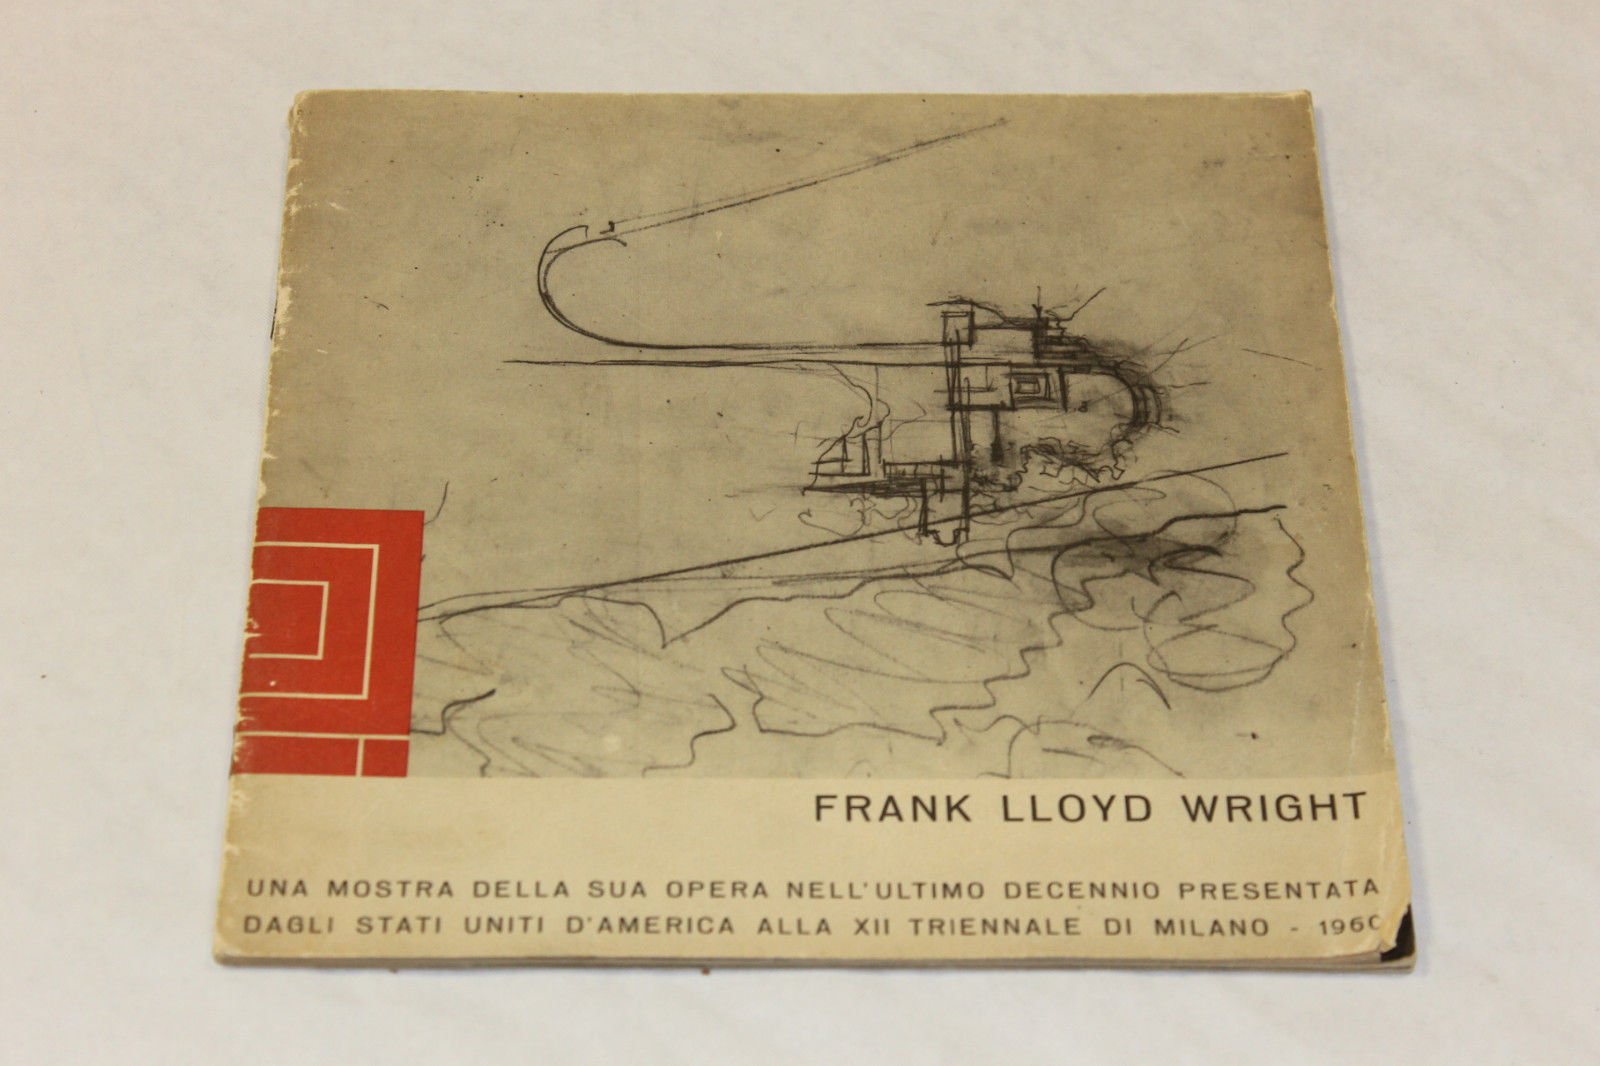 FRANK LLOYD WRIGHT
UNA MOSTRA DELLA SUA OPERA NELL'ULTIMO DECENNIO PRESENTATA
DAGLI STATI UNITI D'AMERICA ALLA XII TRIENNALE DI MILANO - 1960